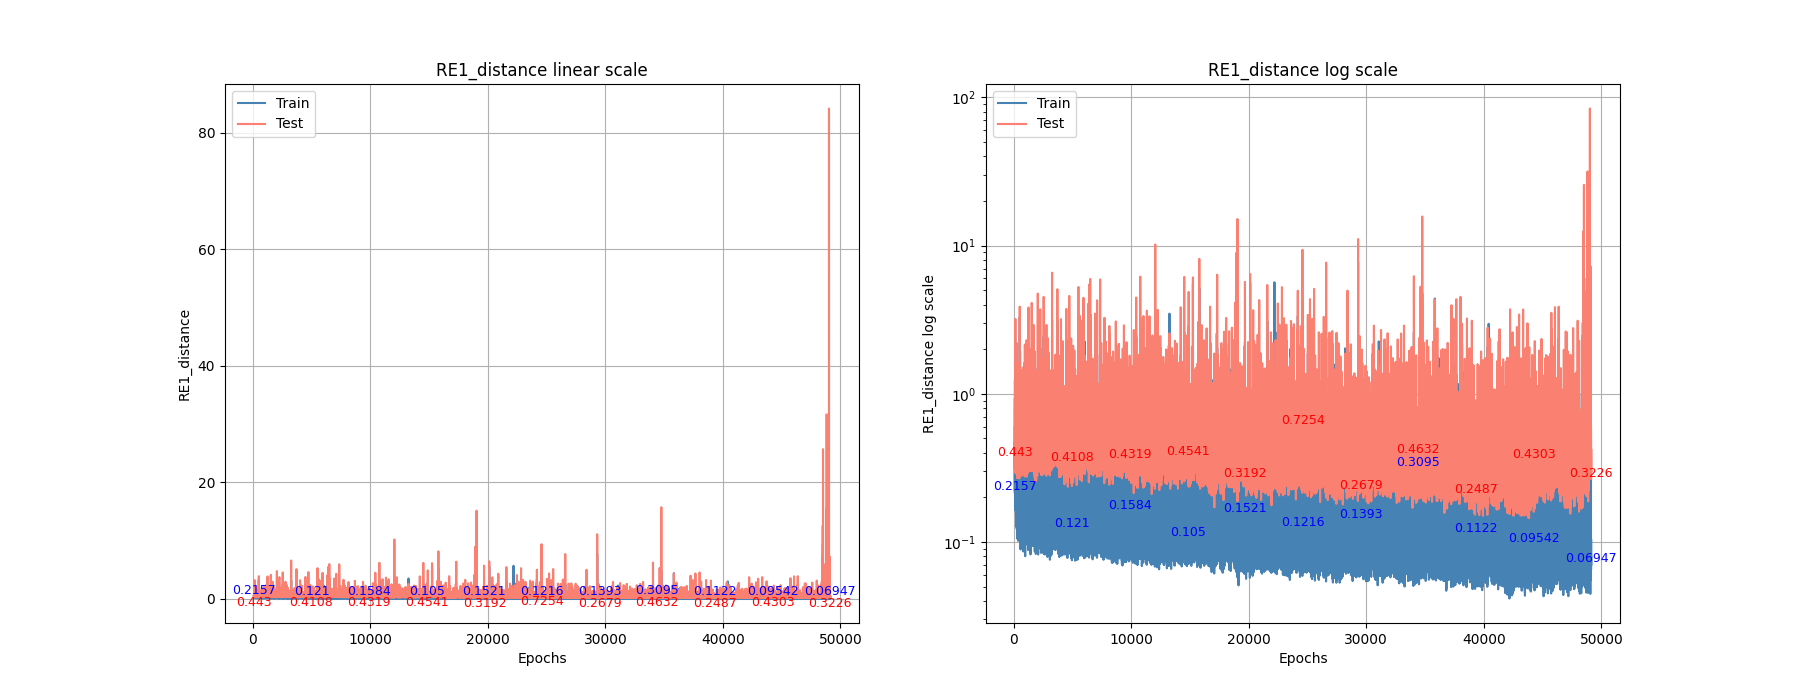 RE1_distance linear scale
Train
Test
80
60
40
20
0
RE1_distance
0.2157 0.121 0.1584 0.105 0.1521 0.1216 0.1393 0.3095 0.1122 0.09542 0.06947
0.443 0.4108 0.4319 0.4541 0.3192 0.7254 0.2679 0.4632 0.2487 0.4303 0.3226
0 10000 20000 30000 40000 50000
Epochs
RE1_distance log scale
Train
Test
10²
10¹
10⁰
10⁻¹
RE1_distance log scale
0.443 0.4108 0.4319 0.4541 0.3192 0.7254 0.2679 0.4632 0.2487 0.4303 0.3226
0.2157 0.121 0.1584 0.105 0.1521 0.1216 0.1393 0.3095 0.1122 0.09542 0.06947
0 10000 20000 30000 40000 50000
Epochs